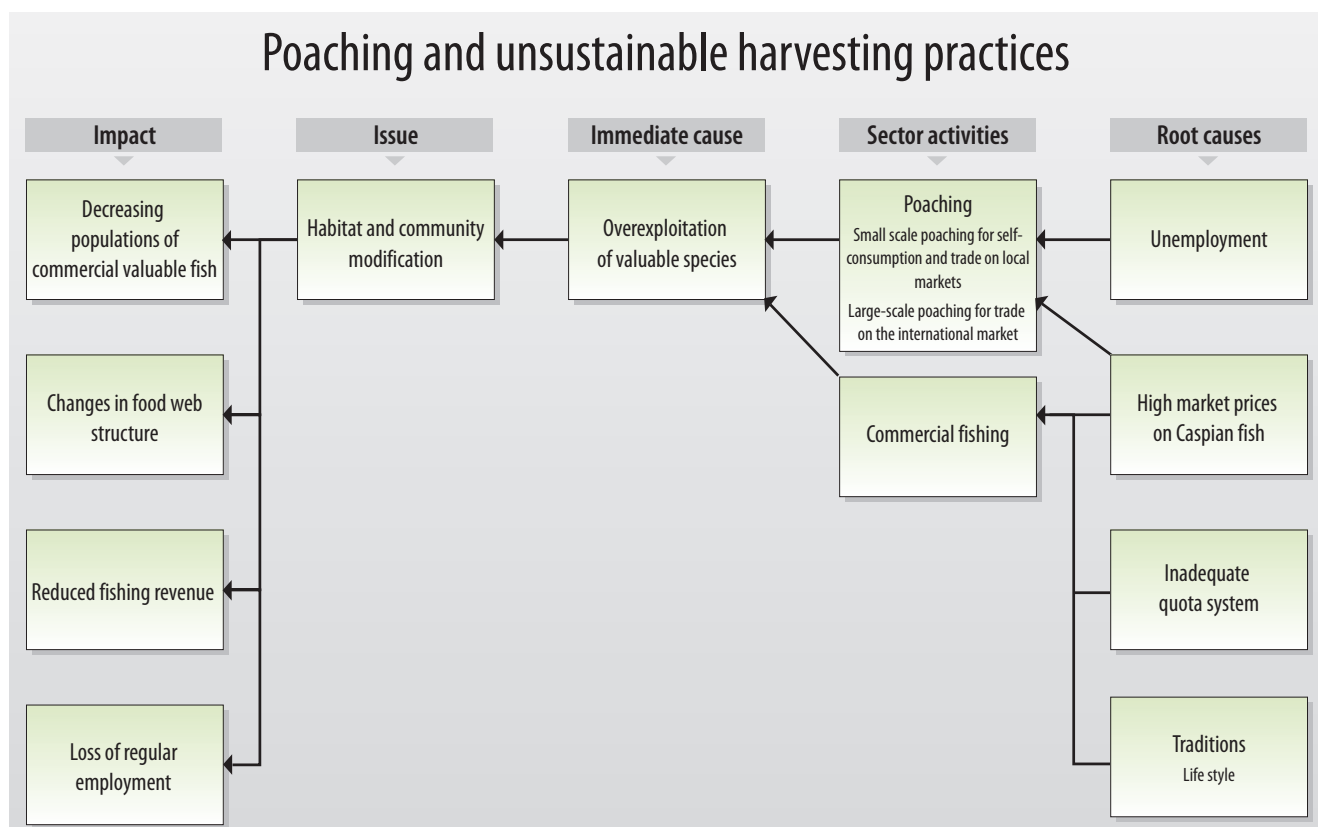 Poaching and unsustainable harvesting practices
Impact
Issue
Immediate cause
Sector activities
Root causes
Decreasing
populations of
commercial valuable fish
Habitat and community
modification
Overexploitation
of valuable species
Poaching
Small scale poaching for self-
consumption and trade on local
markets
Large-scale poaching for trade
on the international market
Unemployment
Changes in food web
structure
Commercial fishing
High market prices
on Caspian fish
Reduced fishing revenue
Inadequate
quota system
Loss of regular
employment
Traditions
Life style